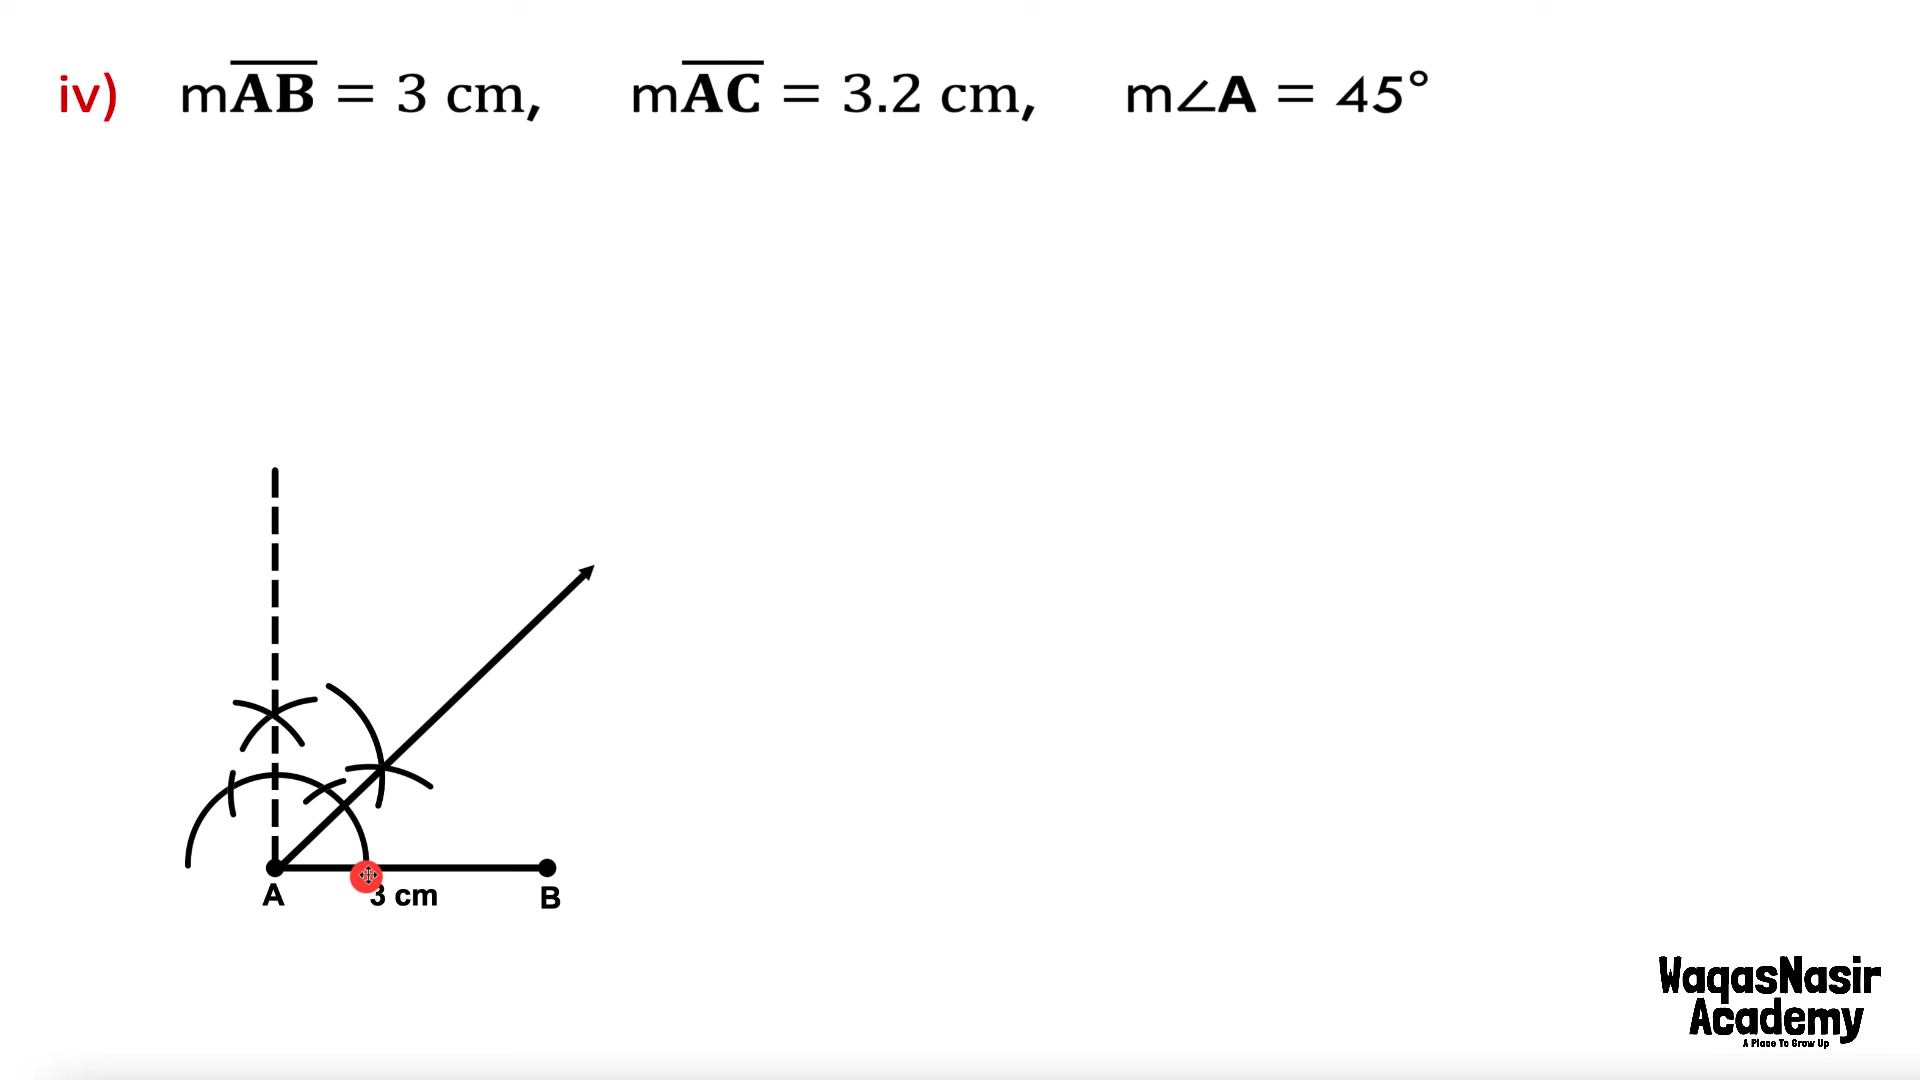 iv) mAB = 3 cm, mAC = 3.2 cm, m∠A = 45°
A 3 cm B
WaqasNasir
Academy
A Place To Grow Up